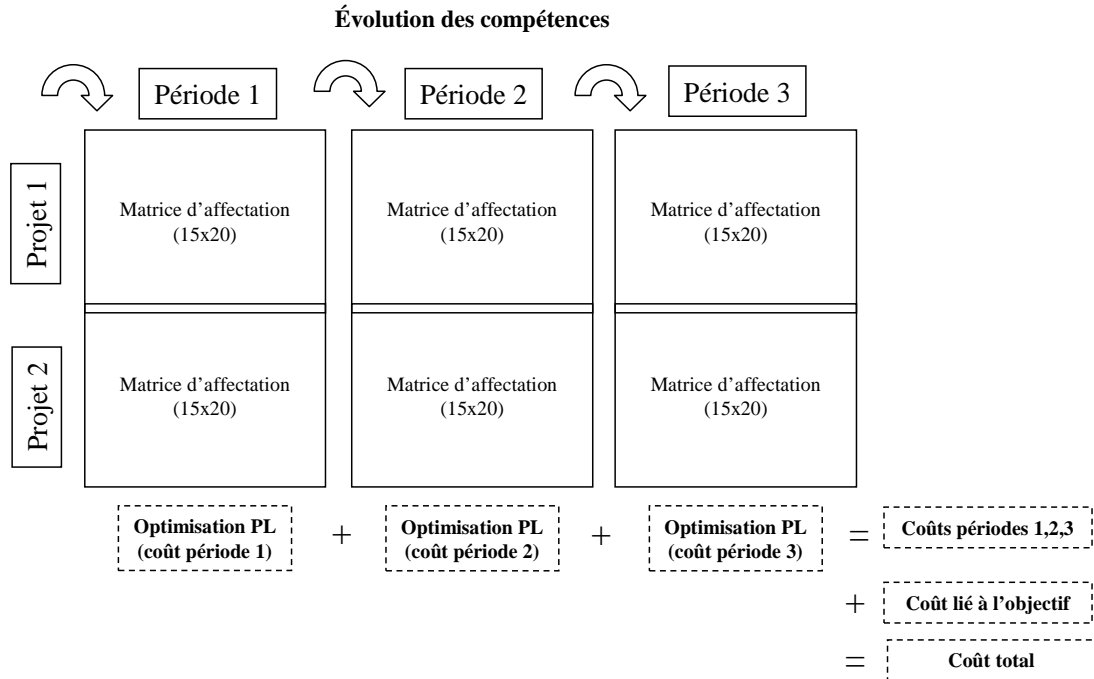 Évolution des compétences
Période 1
Période 2
Période 3
Projet 1
Matrice d’affectation
(15x20)
Matrice d’affectation
(15x20)
Matrice d’affectation
(15x20)
Projet 2
Matrice d’affectation
(15x20)
Matrice d’affectation
(15x20)
Matrice d’affectation
(15x20)
Optimisation PL
(coût période 1)
+
Optimisation PL
(coût période 2)
+
Optimisation PL
(coût période 3)
=
Coûts périodes 1,2,3
+
Coût lié à l’objectif
=
Coût total